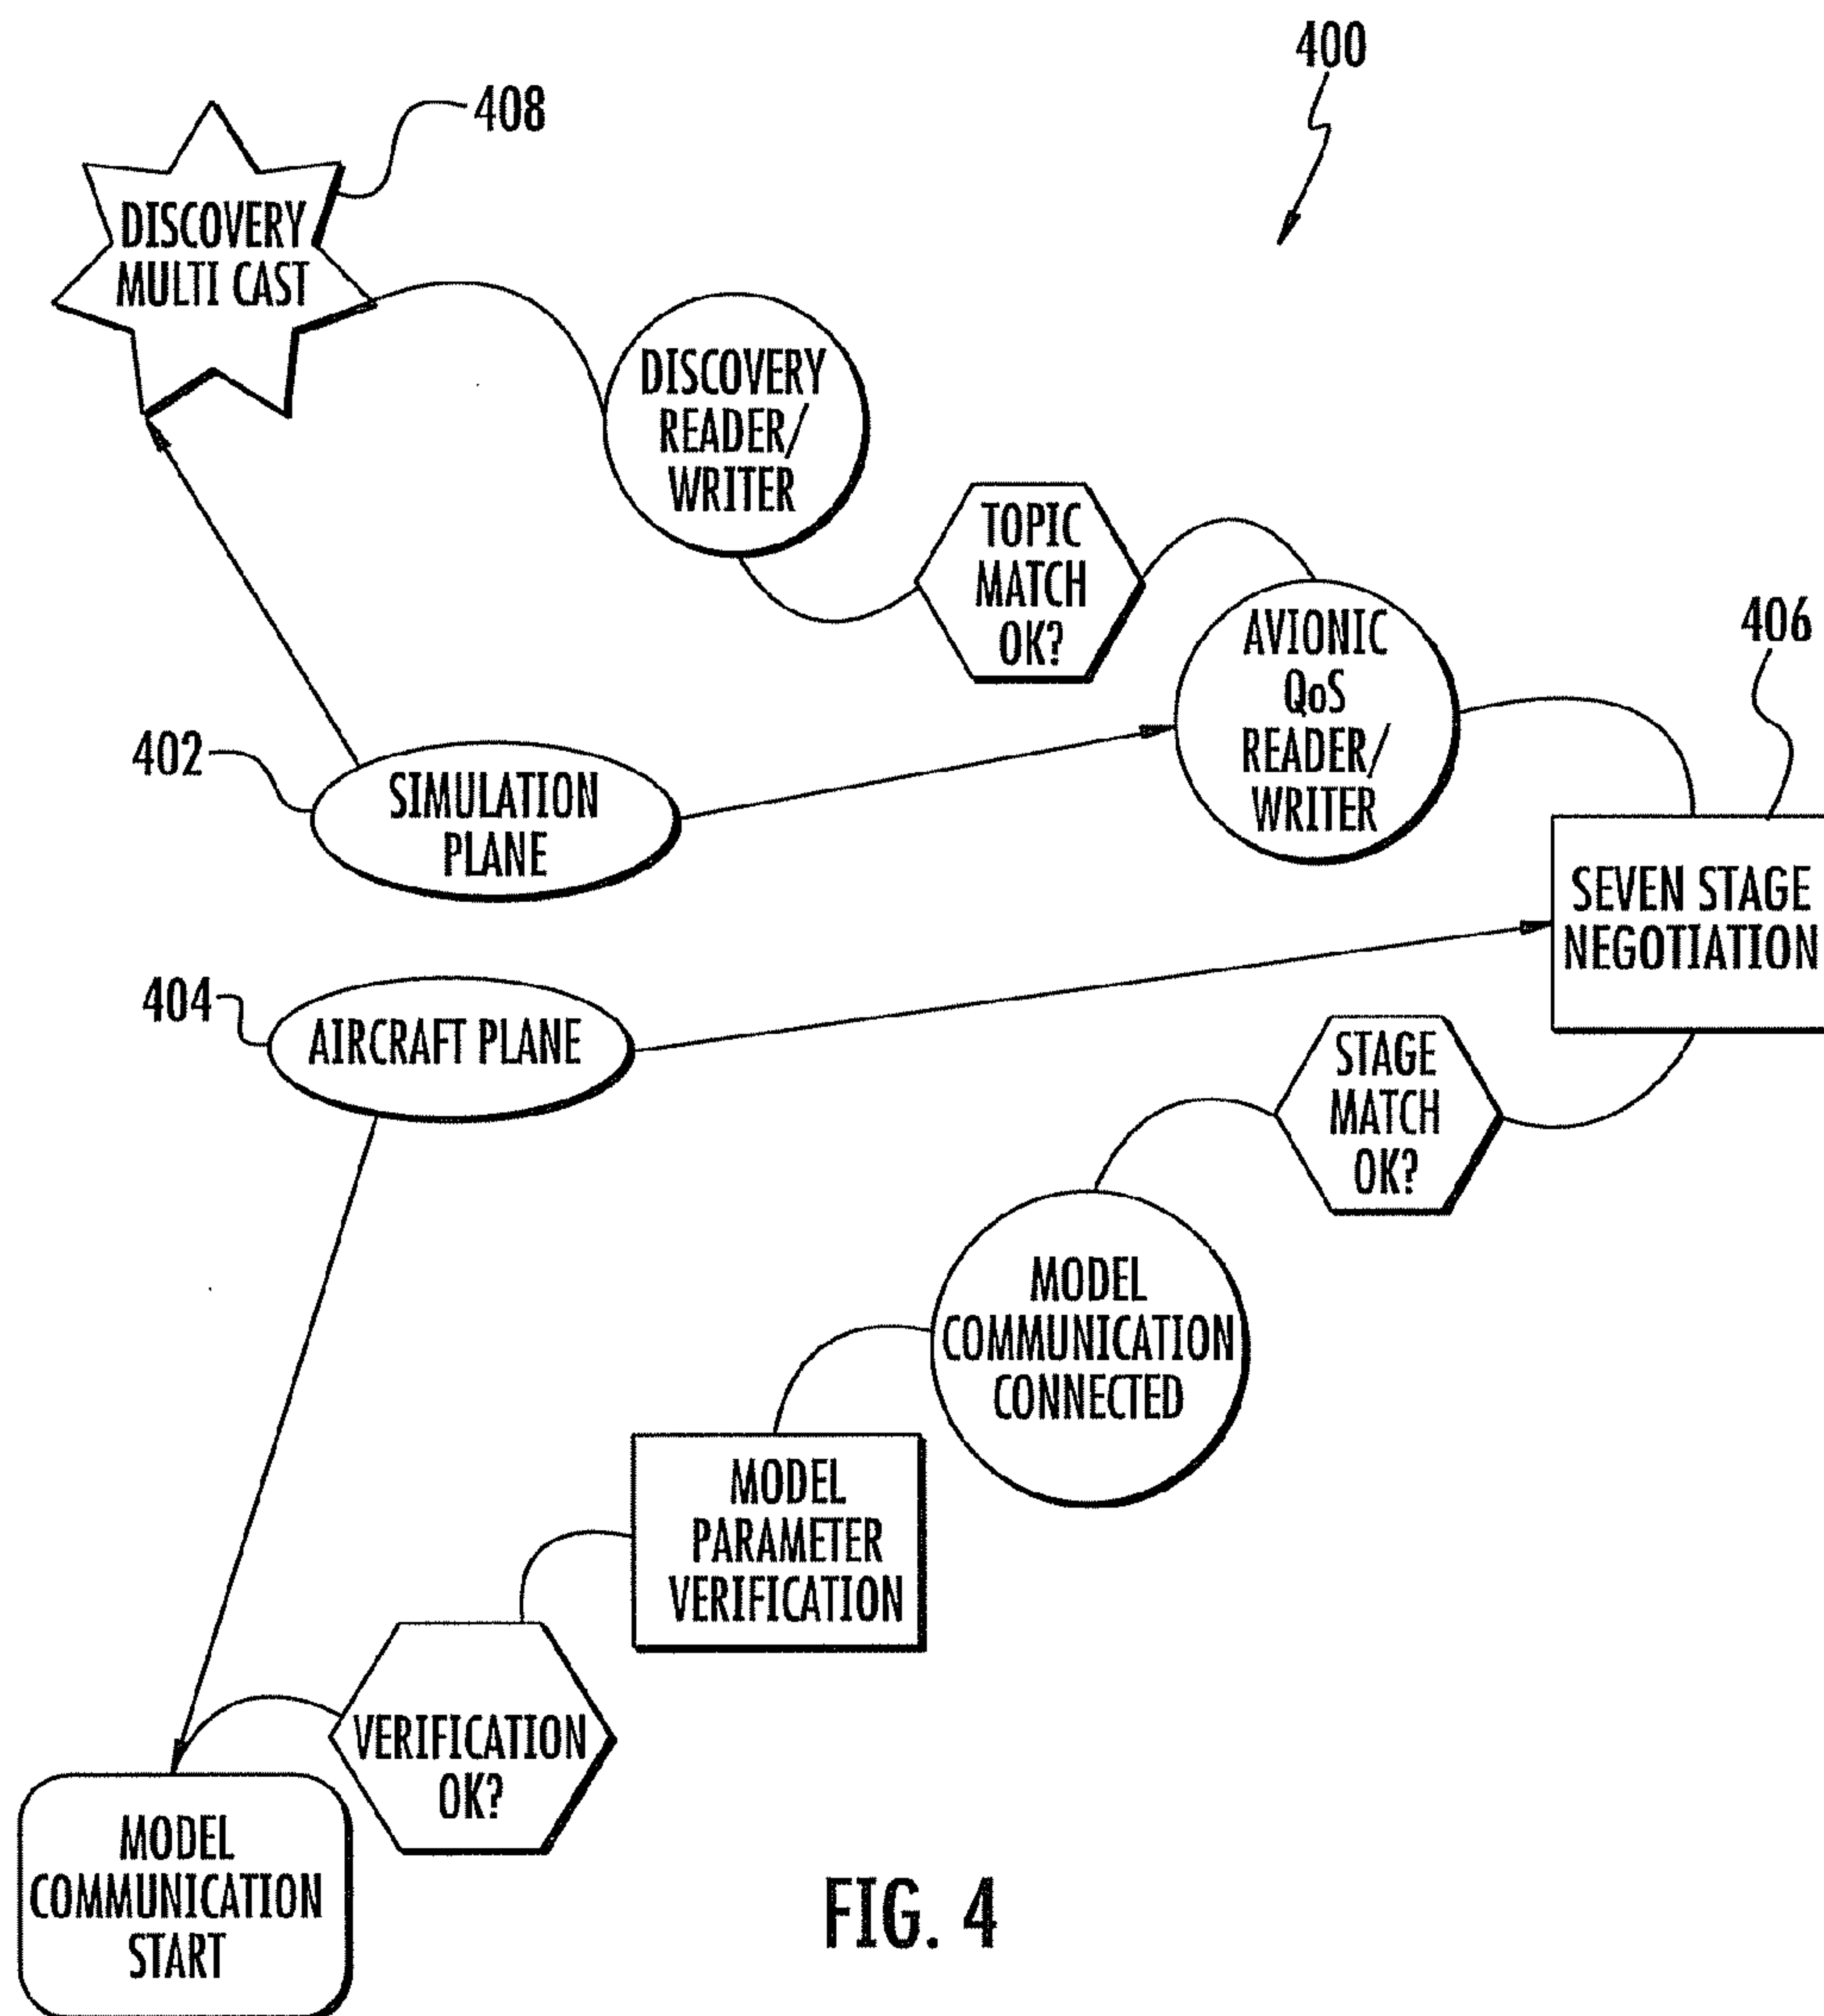 400
408
DISCOVERY
MULTI CAST
DISCOVERY
READER/
WRITER
TOPIC
MATCH
OK?
AVIONIC
QoS
READER/
WRITER
406
402
SIMULATION
PLANE
SEVEN STAGE
NEGOTIATION
404
AIRCRAFT PLANE
STAGE
MATCH
OK?
MODEL
COMMUNICATION
CONNECTED
MODEL
PARAMETER
VERIFICATION
VERIFICATION
OK?
MODEL
COMMUNICATION
START
FIG. 4